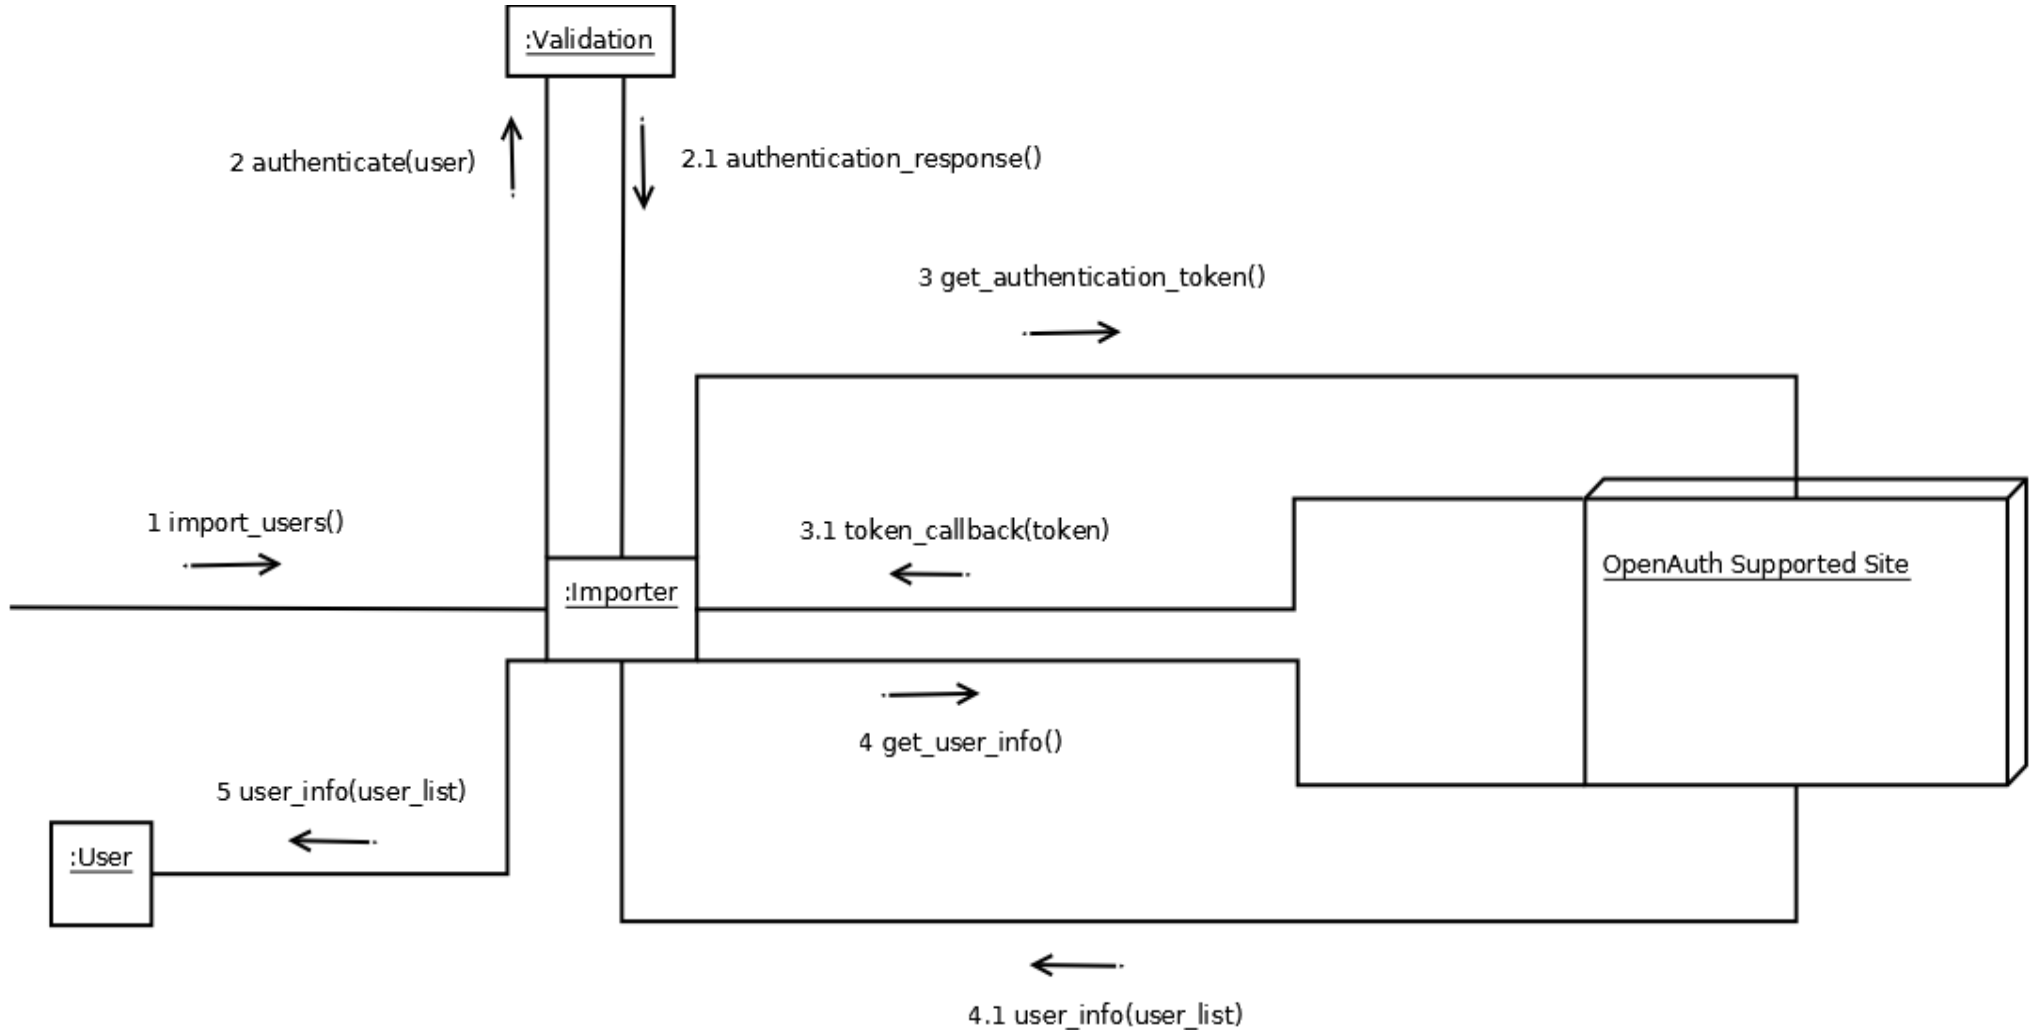 :Validation
2 authenticate(user)
2.1 authentication_response()
3 get_authentication_token()
1 import_users()
3.1 token_callback(token)
OpenAuth Supported Site
:Importer
4 get_user_info()
5 user_info(user_list)
:User
4.1 user_info(user_list)